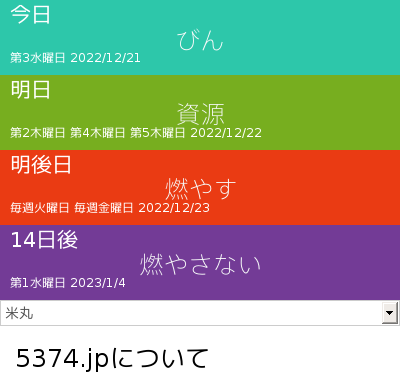 今日
びん
第3水曜日 2022/12/21
明日
資源
第2木曜日 第4木曜日 第5木曜日 2022/12/22
明後日
燃やす
毎週火曜日 毎週金曜日 2022/12/23
14日後
燃やさない
第1水曜日 2023/1/4
米丸
5374.jpについて